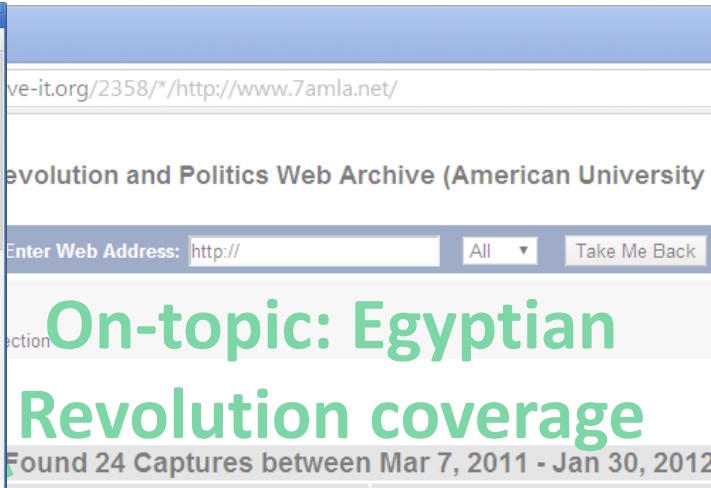 ve-it.org/2358/*/http://www.7amla.net/
evolution and Politics Web Archive (American University
Enter Web Address: http:// All Take Me Back
ection
On-topic: Egyptian
Revolution coverage
Found 24 Captures between Mar 7, 2011 - Jan 30, 2012